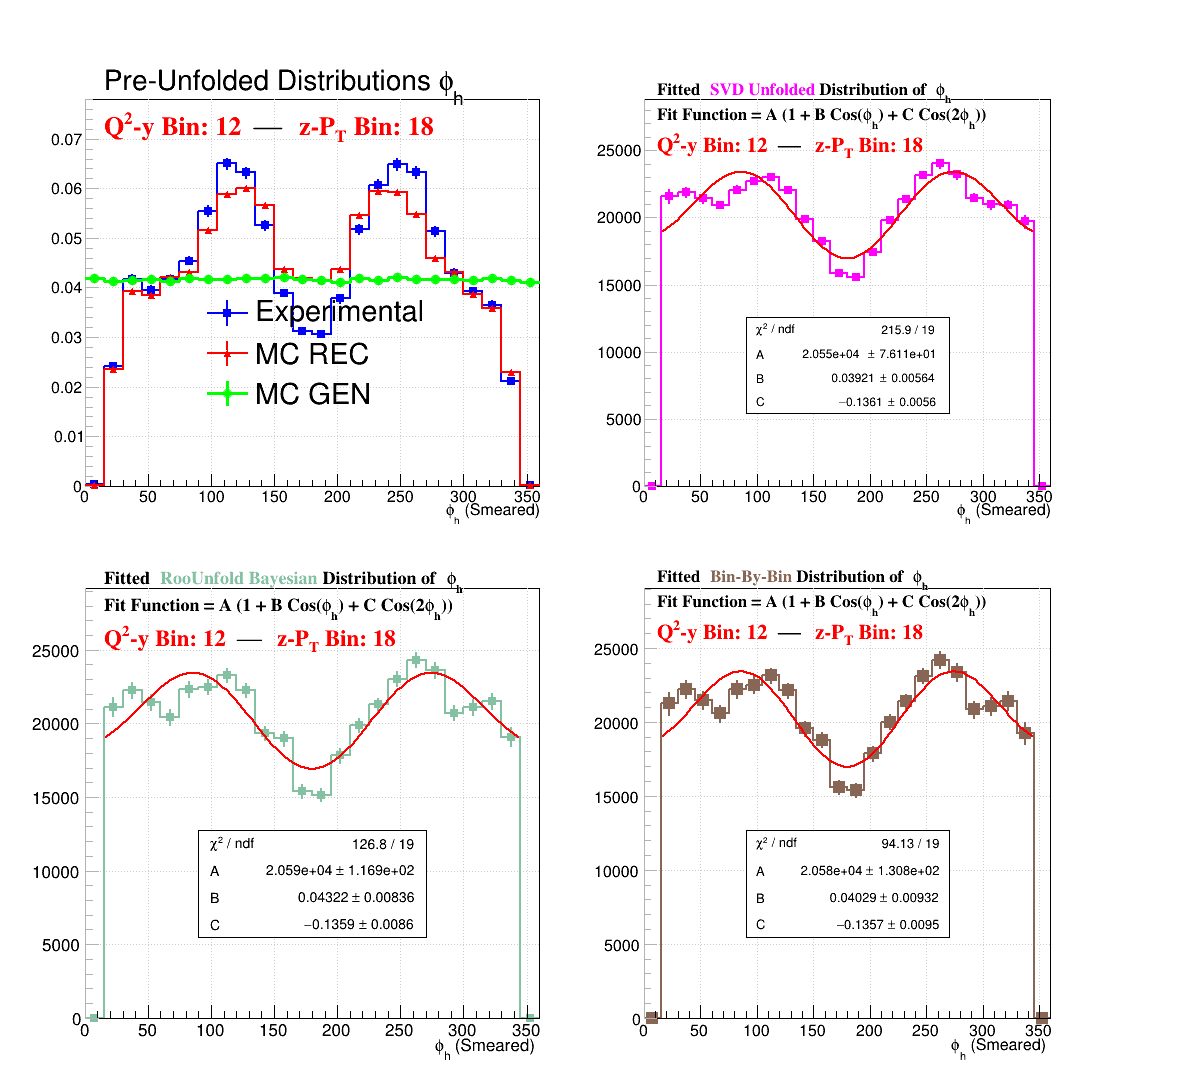 Pre-Unfolded Distributions ϕh
Q²-y Bin: 12 — z-PT Bin: 18
0.07
0.06
0.05
0.04
0.03
0.02
0.01
0
Experimental
MC REC
MC GEN
0 50 100 150 200 250 300 350
ϕh (Smeared)
Fitted SVD Unfolded Distribution of ϕh
Fit Function = A (1 + B Cos(ϕh) + C Cos(2ϕh))
Q²-y Bin: 12 — z-PT Bin: 18
25000
20000
15000
10000
5000
0
χ² / ndf 215.9 / 19
A 2.055e+04 ± 7.611e+01
B 0.03921 ± 0.00564
C −0.1361 ± 0.0056
0 50 100 150 200 250 300 350
ϕh (Smeared)
Fitted RooUnfold Bayesian Distribution of ϕh
Fit Function = A (1 + B Cos(ϕh) + C Cos(2ϕh))
Q²-y Bin: 12 — z-PT Bin: 18
25000
20000
15000
10000
5000
0
χ² / ndf 126.8 / 19
A 2.059e+04 ± 1.169e+02
B 0.04322 ± 0.00836
C −0.1359 ± 0.0086
0 50 100 150 200 250 300 350
ϕh (Smeared)
Fitted Bin-By-Bin Distribution of ϕh
Fit Function = A (1 + B Cos(ϕh) + C Cos(2ϕh))
Q²-y Bin: 12 — z-PT Bin: 18
25000
20000
15000
10000
5000
0
χ² / ndf 94.13 / 19
A 2.058e+04 ± 1.308e+02
B 0.04029 ± 0.00932
C −0.1357 ± 0.0095
0 50 100 150 200 250 300 350
ϕh (Smeared)